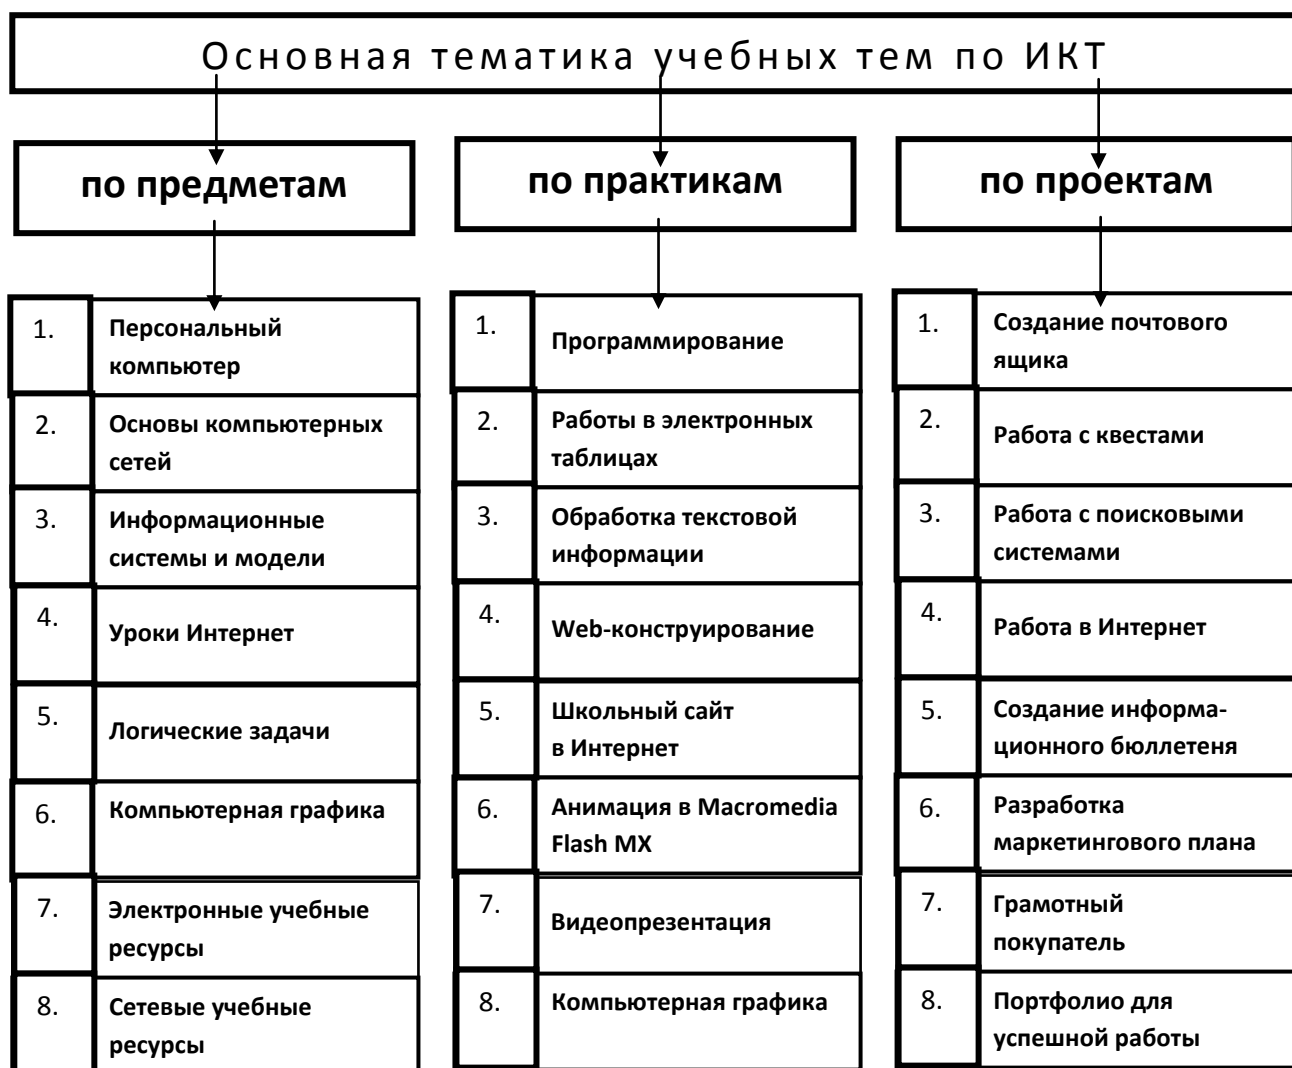 Основная тематика учебных тем по ИКТ
по предметам
1. Персональный
компьютер
2. Основы компьютерных
сетей
3. Информационные
системы и модели
4. Уроки Интернет
5. Логические задачи
6. Компьютерная графика
7. Электронные учебные
ресурсы
8. Сетевые учебные
ресурсы
по практикам
1. Программирование
2. Работы в электронных
таблицах
3. Обработка текстовой
информации
4. Web-конструирование
5. Школьный сайт
в Интернет
6. Анимация в Macromedia
Flash MX
7. Видеопрезентация
8. Компьютерная графика
по проектам
1. Создание почтового
ящика
2. Работа с квестами
3. Работа с поисковыми
системами
4. Работа в Интернет
5. Создание информа-
ционного бюллетеня
6. Разработка
маркетингового плана
7. Грамотный
покупатель
8. Портфолио для
успешной работы